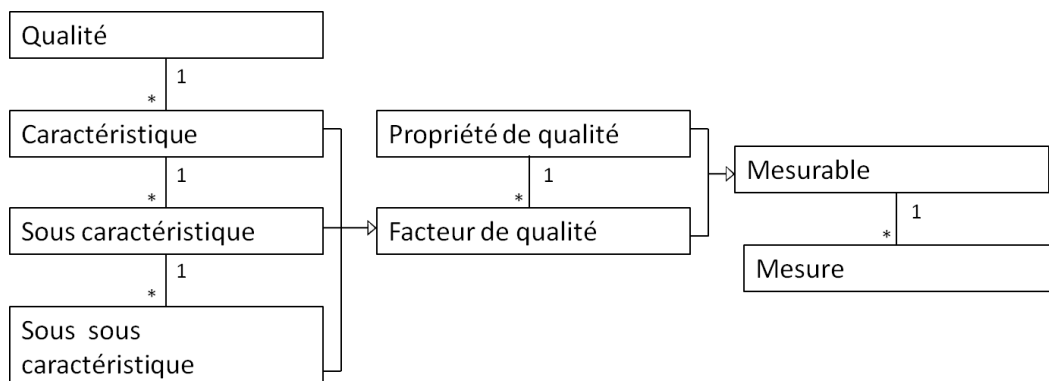 Qualité
1
*
Caractéristique
1
*
Sous caractéristique
1
*
Sous sous
caractéristique
Propriété de qualité
1
*
Facteur de qualité
Mesurable
1
*
Mesure